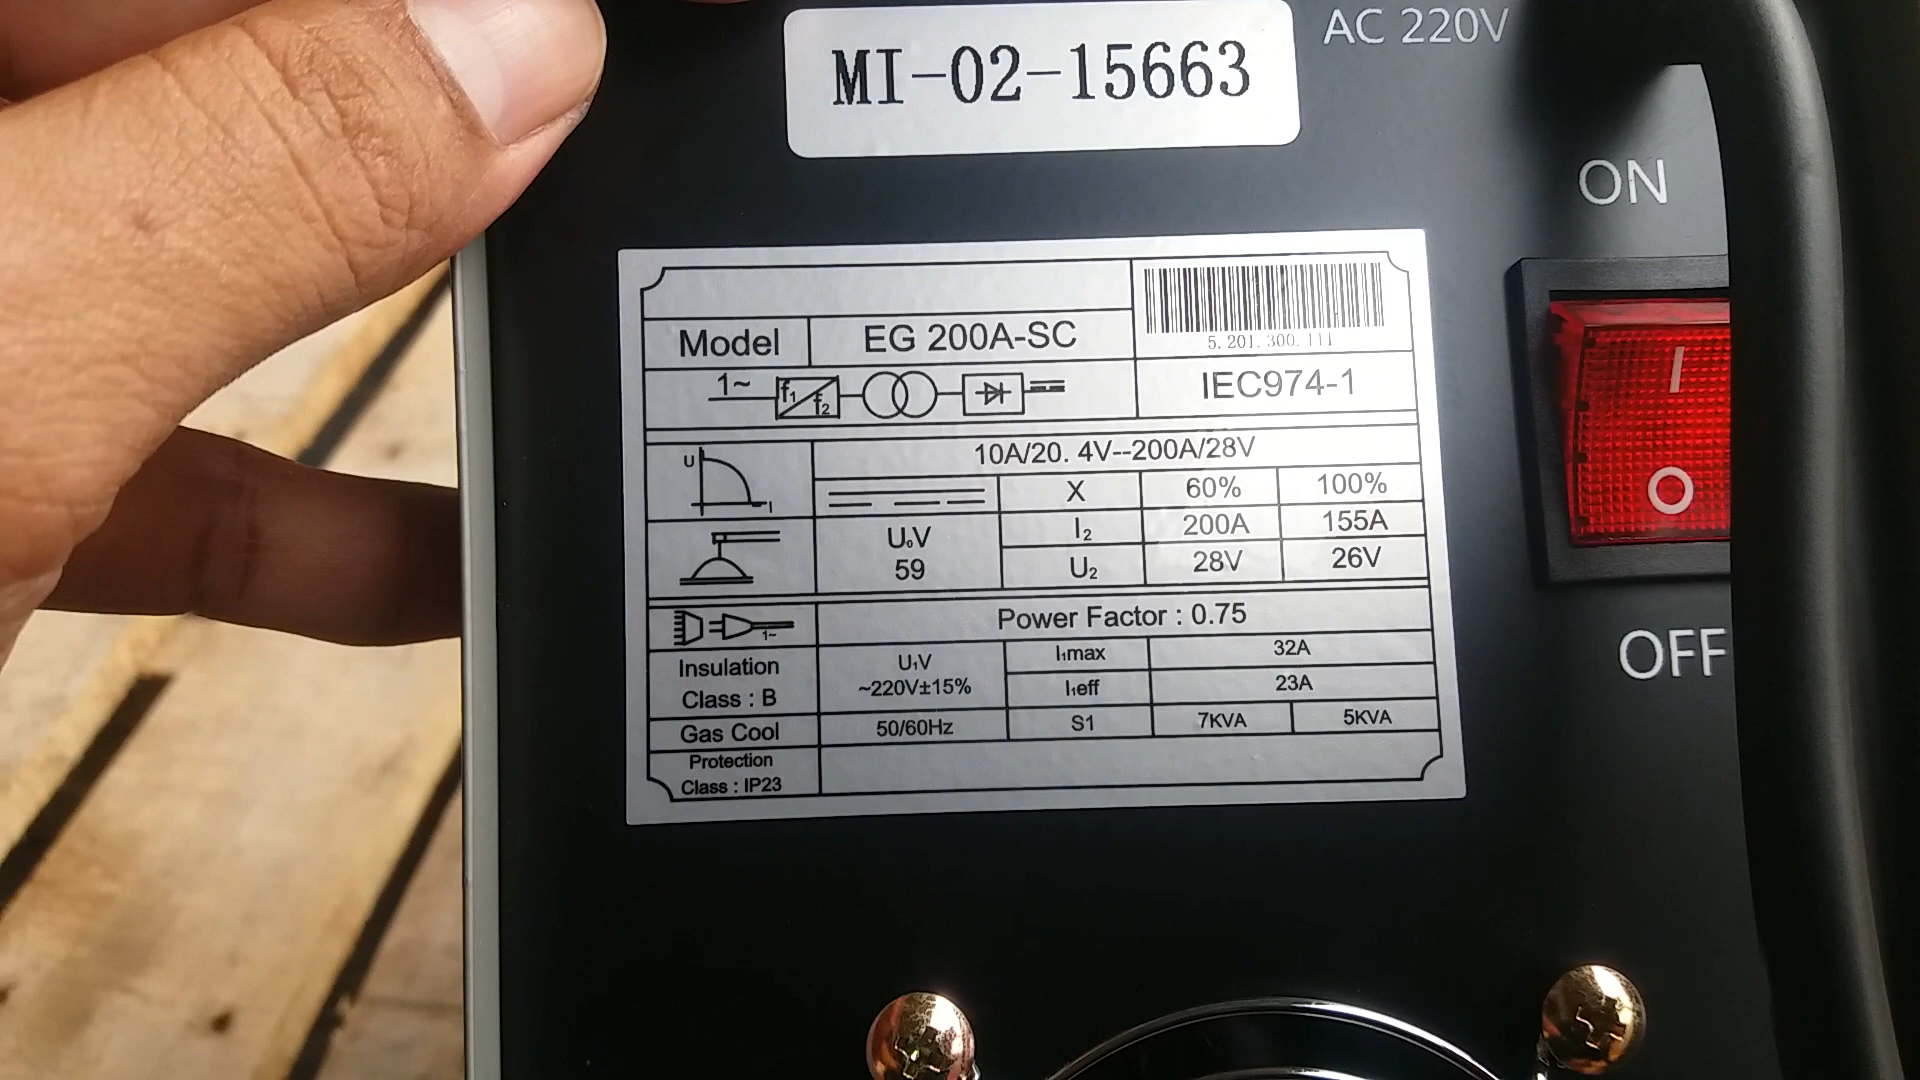 AC 220V
MI-02-15663
ON
5. 201. 300. 111
Model EG 200A-SC
1~ f₁ f₂ IEC974-1
I
U I
10A/20. 4V--200A/28V
X 60% 100%
O
U₀V I₂ 200A 155A
59 U₂ 28V 26V
1~
Power Factor : 0.75
OFF
Insulation U₁V I₁max 32A
Class : B ~220V±15% I₁eff 23A
Gas Cool 50/60Hz S1 7KVA 5KVA
Protection
Class : IP23